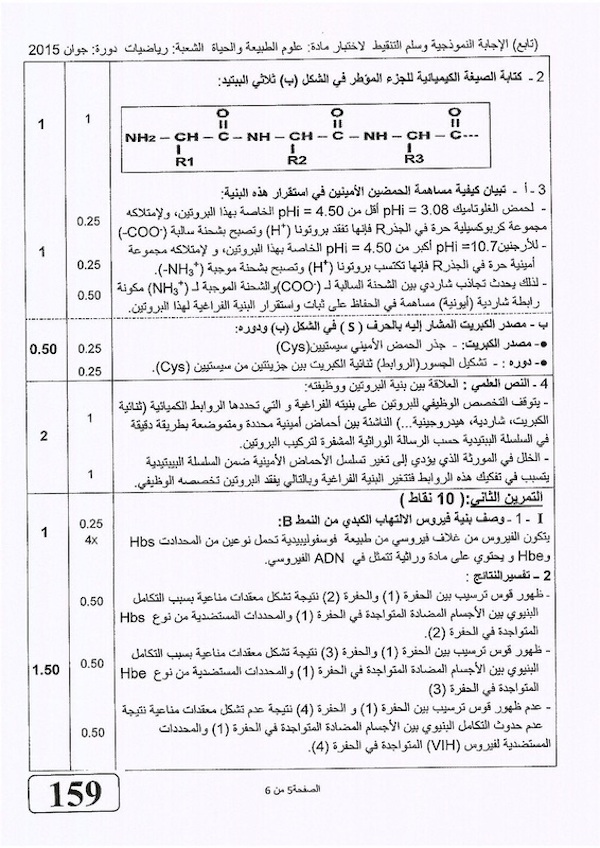 (تابع) الإجابة النموذجية وسلم التنقيط لاختبار مادة: علوم الطبيعة والحياة الشعبة: رياضيات دورة: جوان 2015
2 - كتابة الصيغة الكيميائية للجزء المؤطر في الشكل (ب) ثلاثي الببتيد:
1
1
O O O
NH2 – CH – C – NH – CH – C – NH – CH – C---
R1 R2 R3
3 - أ - تبيان كيفية مساهمة الحمضين الأمينين في استقرار هذه البنية:
- لحمض الغلوتاميك pHi = 3.08 أقل من pHi = 4.50 الخاصة بهذا البروتين، ولإمتلاكه
مجموعة كربوكسيلية حرة في الجذرR فإنها تفقد بروتونا (H+) وتصبح بشحنة سالبة (COO-)
0.25
- للأرجنين pHi =10.7 أكبر من pHi = 4.50 الخاصة بهذا البروتين، و لإمتلاكه مجموعة
أمينية حرة في الجذرR فإنها تكتسب بروتونا (H+) وتصبح بشحنة موجبة (NH3+-).
1
0.25
- لذلك يحدث تجاذب شاردي بين الشحنة السالبة لـ (COO-) والشحنة الموجبة لـ (NH3+) مكونة
رابطة شاردية (أيونية) مساهمة في الحفاظ على ثبات واستقرار البنية الفراغية لهذا البروتين.
0.50
ب - مصدر الكبريت المشار إليه بالحرف ( S ) في الشكل (ب) ودوره:
●- مصدر الكبريت: - جذر الحمض الأميني سيستيين(Cys)
0.25
0.50
●- دوره : - تشكيل الجسور(الروابط) ثنائية الكبريت بين جزيئتين من سيستيين (Cys).
0.25
4 - النص العلمي : العلاقة بين بنية البروتين ووظيفته:
- يتوقف التخصص الوظيفي للبروتين على بنيته الفراغية و التي تحددها الروابط الكميائية (ثنائية
الكبريت، شاردية، هيدروجينية...) الناشئة بين أحماض أمينية محددة ومتموضعة بطريقة دقيقة
في السلسلة الببتيدية حسب الرسالة الوراثية المشفرة لتركيب البروتين.
1
2
- الخلل في المورثة الذي يؤدي إلى تغير تسلسل الأحماض الأمينية ضمن السلسلة الببيتيدية
يتسبب في تفكيك هذه الروابط فتتغير البنية الفراغية وبالتالي يفقد البروتين تخصصه الوظيفي.
1
التمرين الثاني:( 10 نقاط )
I - 1 - وصف بنية فيروس الالتهاب الكبدي من النمط B:
يتكون الفيروس من غلاف فيروسي من طبيعة فوسفوليبيدية تحمل نوعين من المحددات Hbs
وHbe و يحتوي على مادة وراثية تتمثل في ADN الفيروسي.
0.25
4x
1
2 - تفسيرالنتائج :
- ظهور قوس ترسيب بين الحفرة (1) والحفرة (2) نتيجة تشكل معقدات مناعية بسبب التكامل
البنيوي بين الأجسام المضادة المتواجدة في الحفرة (1) والمحددات المستضدية من نوع Hbs
المتواجدة في الحفرة (2).
0.50
- ظهور قوس ترسيب بين الحفرة (1) والحفرة (3) نتيجة تشكل معقدات مناعية بسبب التكامل
البنيوي بين الأجسام المضادة المتواجدة في الحفرة (1) والمحددات المستضدية من نوع Hbe
المتواجدة في الحفرة (3)
0.50
1.50
- عدم ظهور قوس ترسيب بين الحفرة (1) و الحفرة (4) نتيجة عدم تشكل معقدات مناعية نتيجة
عدم حدوث التكامل البنيوي بين الأجسام المضادة المتواجدة في الحفرة (1) والمحددات
المستضدية لفيروس (VIH) المتواجدة في الحفرة (4).
0.50
الصفحة5 من 6
159